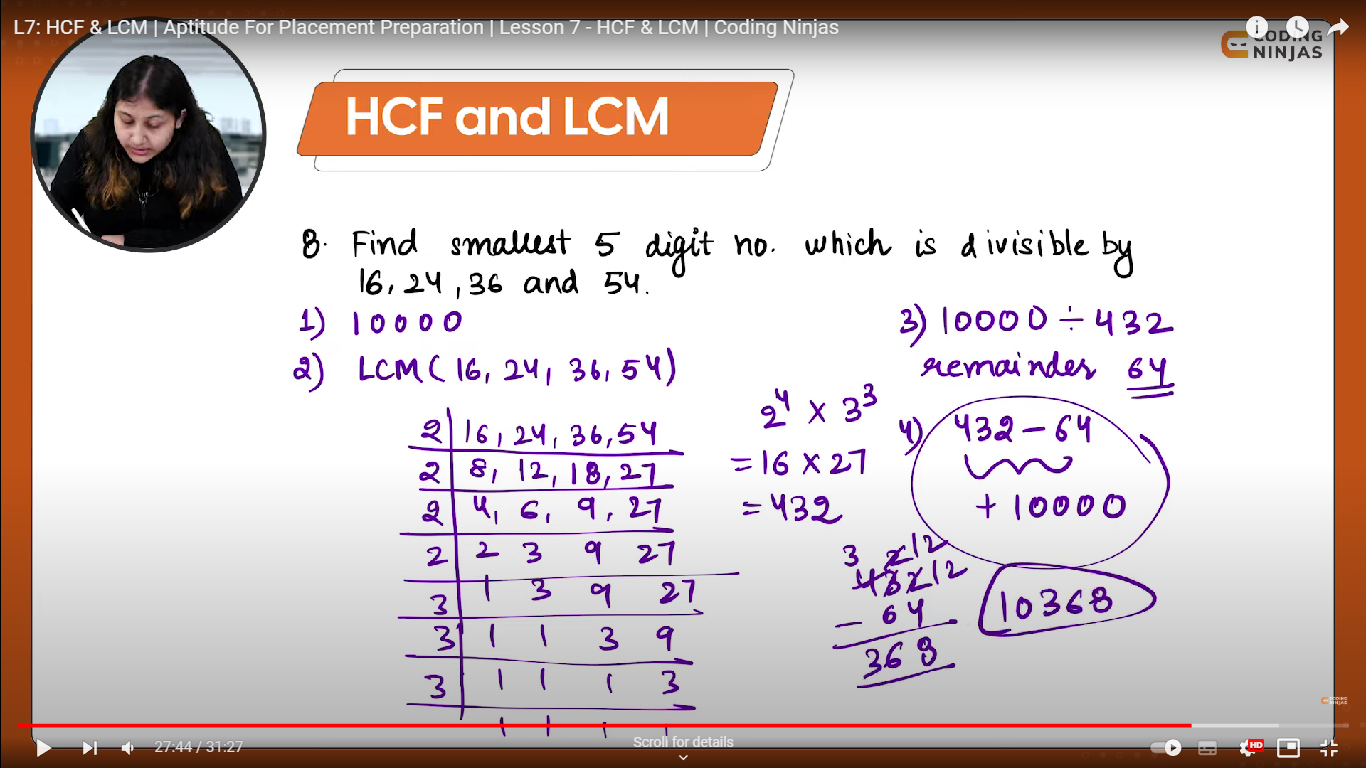 L7: HCF & LCM | Aptitude For Placement Preparation | Lesson 7 - HCF & LCM | Coding Ninjas
CODING
NINJAS
HCF and LCM
8. Find smallest 5 digit no. which is divisible by
16, 24, 36 and 54.
1) 10000
2) LCM (16, 24, 36, 54)
2 | 16, 24, 36, 54
2 | 8, 12, 18, 27
2 | 4, 6, 9, 27
2 | 2 3 9 27
3 | 1 3 9 27
3 | 1 1 3 9
3 | 1 1 1 3
1 1 1 1
2⁴ × 3³
= 16 × 27
= 432
3) 10000 ÷ 432
remainder 64
4) 432 - 64
+ 10000
3 2 12
4 3 2 12
- 64
368
10368
CODING
NINJAS
27:44 / 31:27
Scroll for details
HD